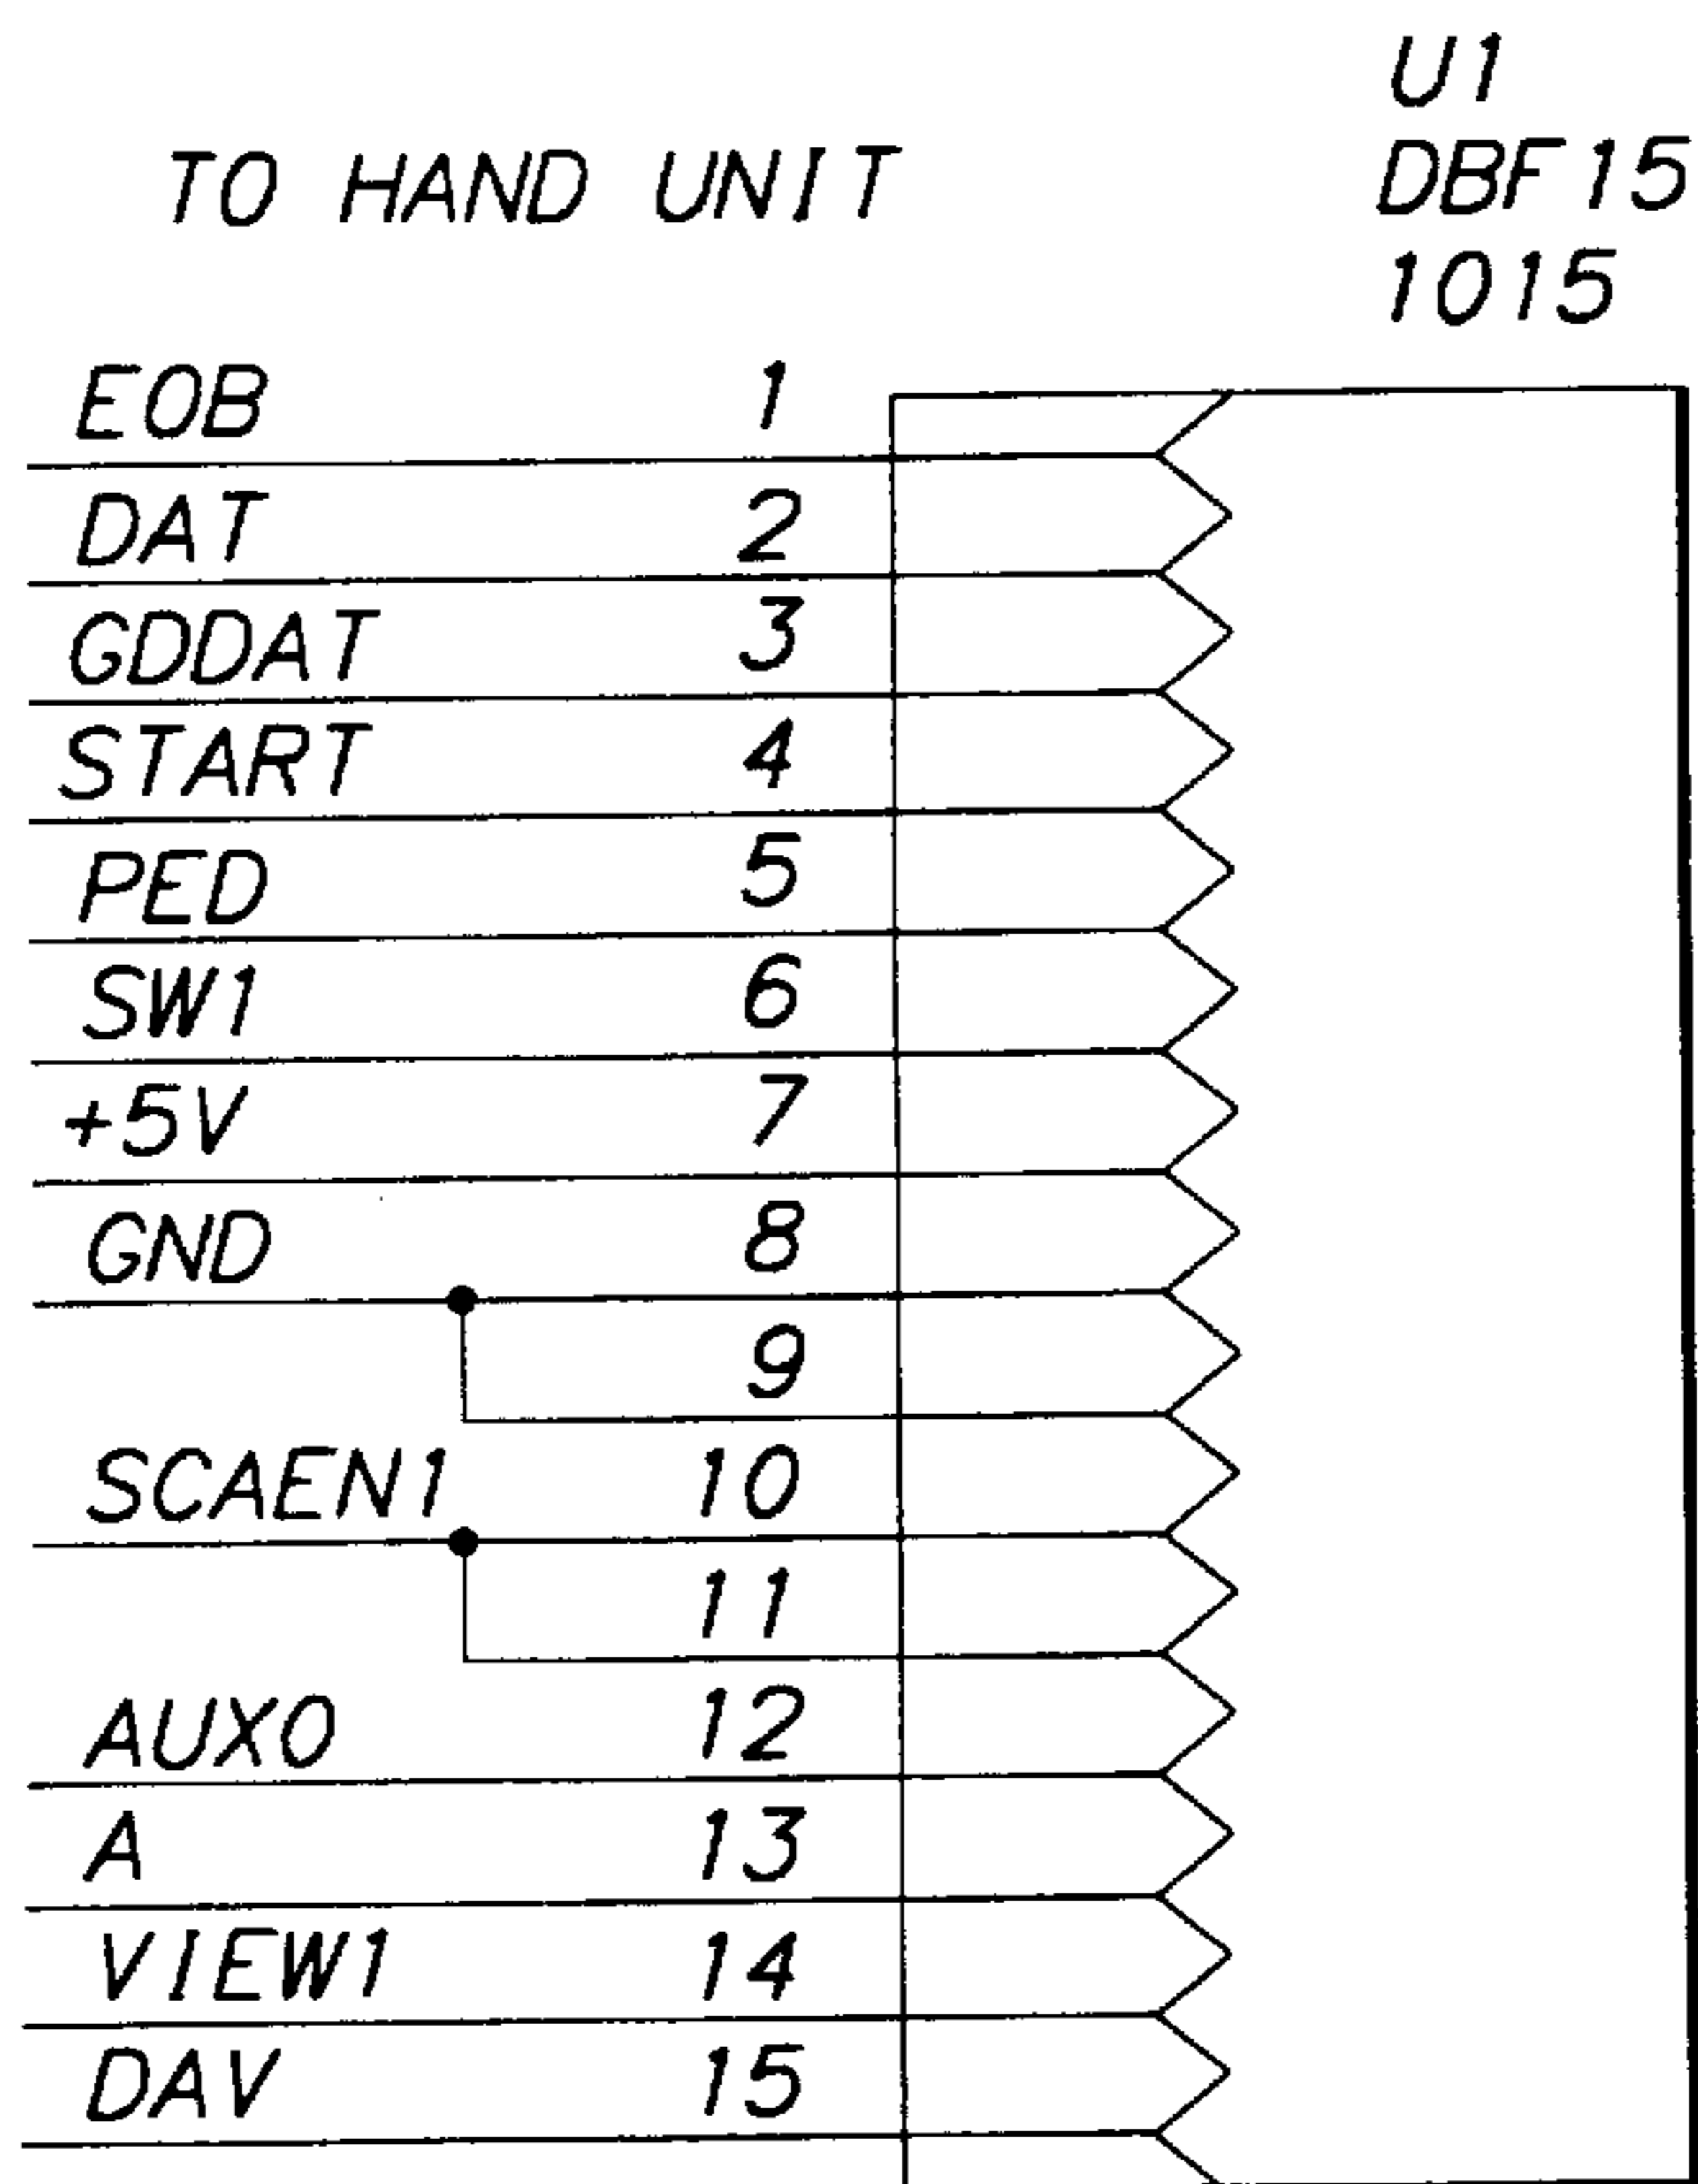 U1
TO HAND UNIT DBF15
1015
EOB 1
DAT 2
GDDAT 3
START 4
PED 5
SW1 6
+5V 7
GND 8
9
SCAEN1 10
11
AUX0 12
A 13
VIEW1 14
DAV 15